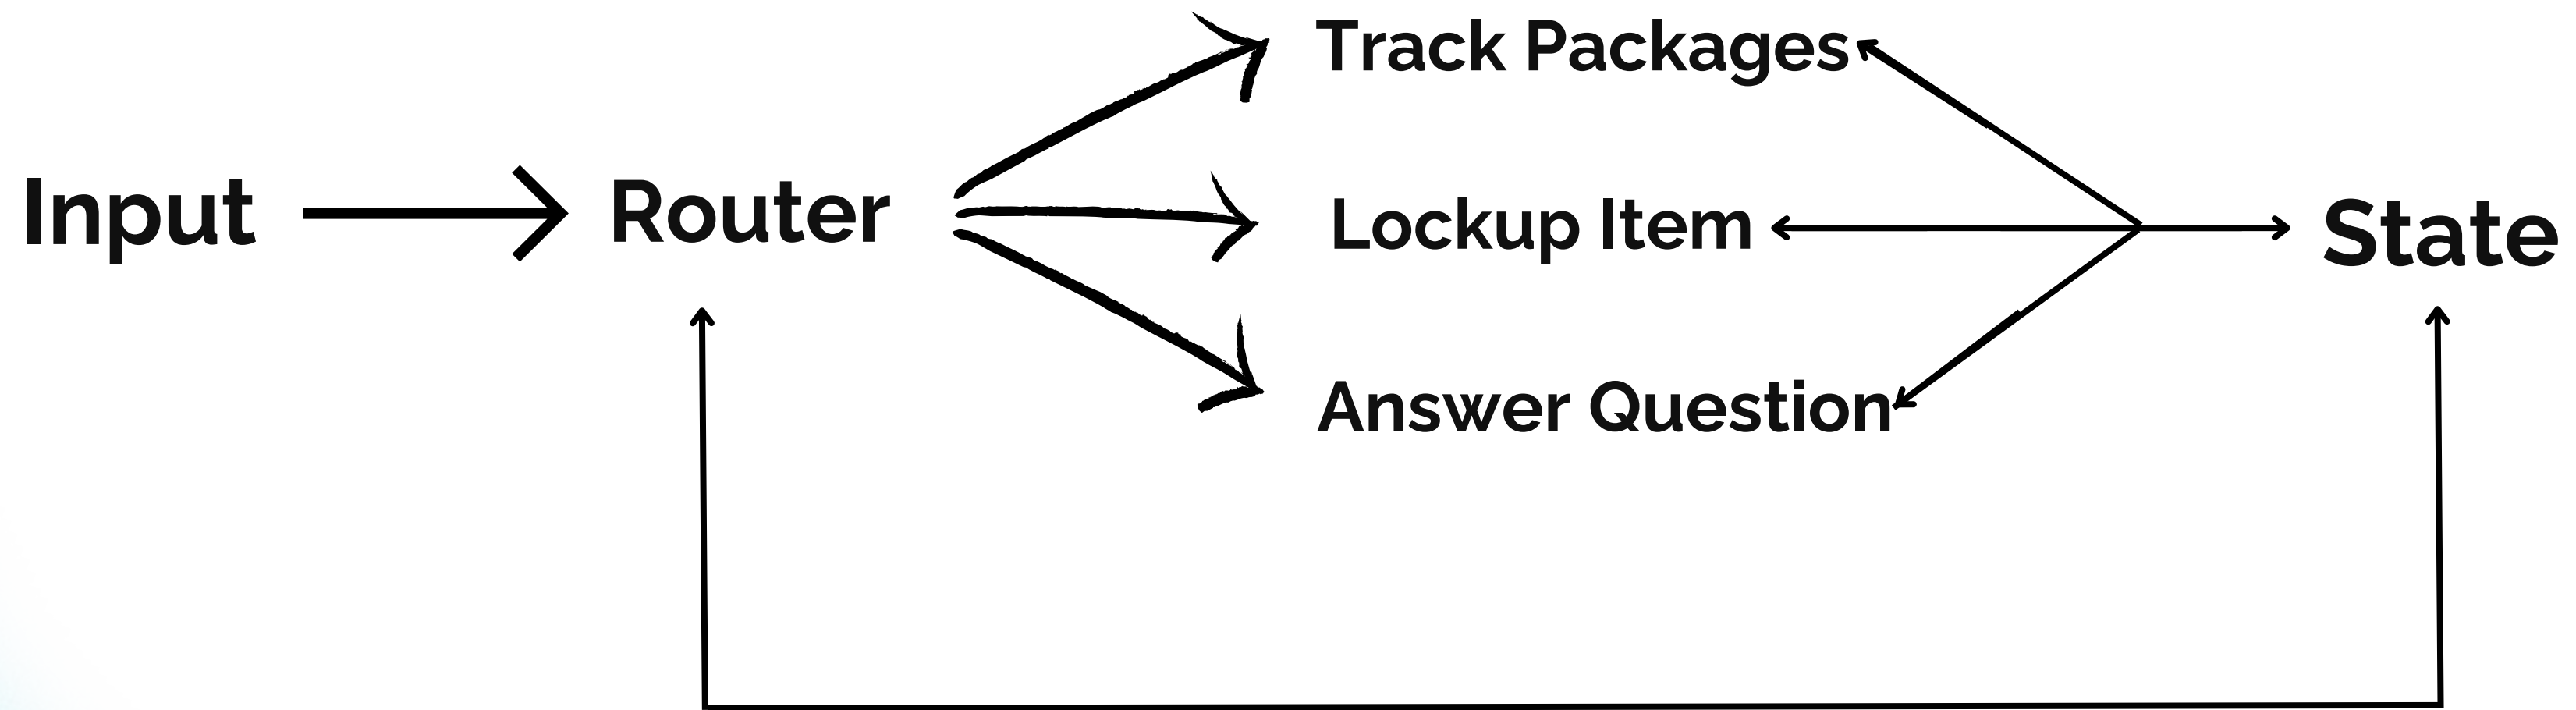 Input
Router
Track Packages
Lockup Item
Answer Question
State